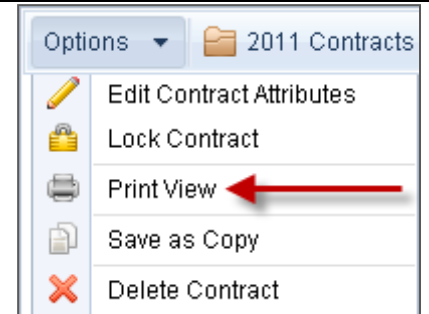 Options 2011 Contracts
Edit Contract Attributes
Lock Contract
Print View
Save as Copy
Delete Contract